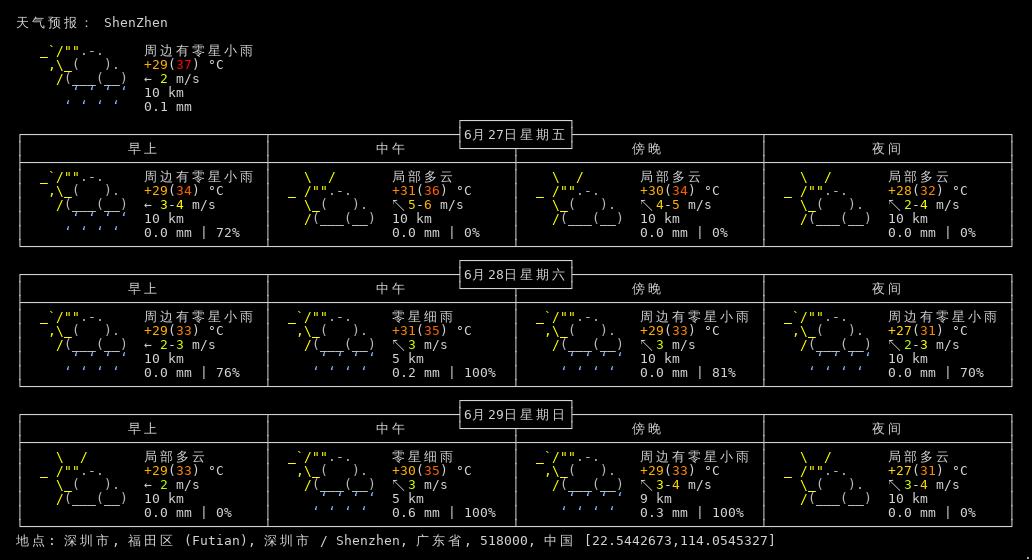 天气预报： ShenZhen
周边有零星小雨
+29(37) °C
← 2 m/s
10 km
0.1 mm
6月27日星期五
早上 中午 傍晚 夜间
周边有零星小雨 局部多云 局部多云 局部多云
+29(34) °C +31(36) °C +30(34) °C +28(32) °C
← 3-4 m/s ↖ 5-6 m/s ↖ 4-5 m/s ↖ 2-4 m/s
10 km 10 km 10 km 10 km
0.0 mm | 72% 0.0 mm | 0% 0.0 mm | 0% 0.0 mm | 0%
6月28日星期六
早上 中午 傍晚 夜间
周边有零星小雨 零星细雨 周边有零星小雨 周边有零星小雨
+29(33) °C +31(35) °C +29(33) °C +27(31) °C
← 2-3 m/s ↖ 3 m/s ↖ 3 m/s ↖ 2-3 m/s
10 km 5 km 10 km 10 km
0.0 mm | 76% 0.2 mm | 100% 0.0 mm | 81% 0.0 mm | 70%
6月29日星期日
早上 中午 傍晚 夜间
局部多云 零星细雨 周边有零星小雨 局部多云
+29(33) °C +30(35) °C +29(33) °C +27(31) °C
← 2 m/s ↖ 3 m/s ↖ 3-4 m/s ↖ 3-4 m/s
10 km 5 km 9 km 10 km
0.0 mm | 0% 0.6 mm | 100% 0.3 mm | 100% 0.0 mm | 0%
地点: 深圳市, 福田区 (Futian), 深圳市 / Shenzhen, 广东省, 518000, 中国 [22.5442673,114.0545327]